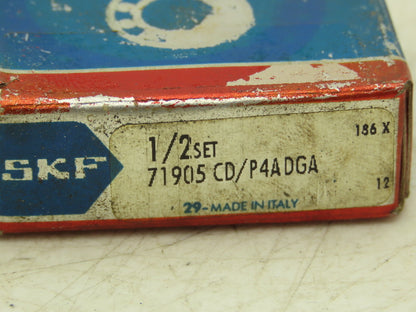 SKF
1/2 SET
186 X
71905 CD/P4ADGA
12
29-MADE IN ITALY